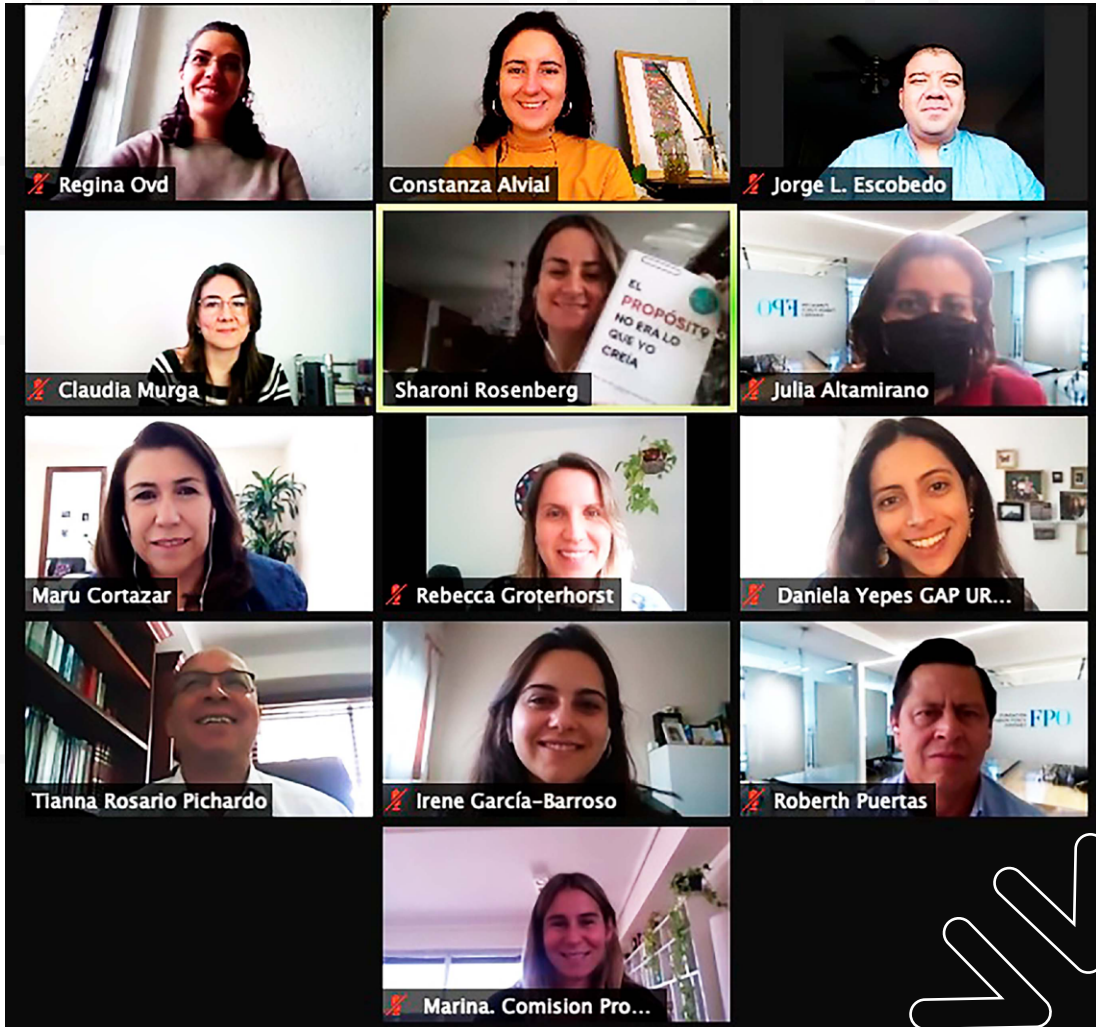 Regina Ovd
Constanza Alvial
Jorge L. Escobedo
EL
PROPÓSITO
NO ERA LO
QUE YO
CREÍA
Claudia Murga
Sharoni Rosenberg
FPO
Julia Altamirano
Maru Cortazar
Rebecca Groterhorst
Daniela Yepes GAP UR...
FPO
Tianna Rosario Pichardo
Irene García-Barroso
Roberth Puertas
Marina. Comision Pro...